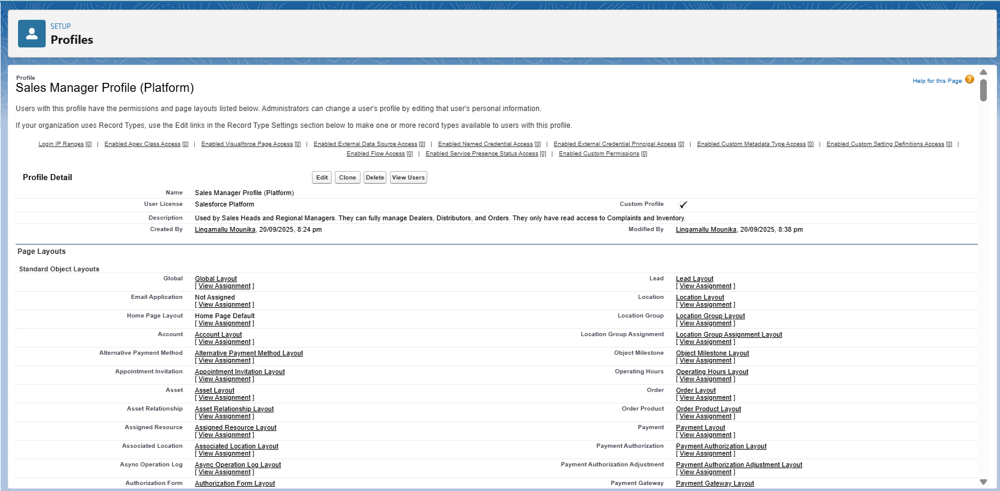 SETUP
Profiles
Profile
Sales Manager Profile (Platform)
Help for this Page ?
Users with this profile have the permissions and page layouts listed below. Administrators can change a user's profile by editing that user's personal information.
If your organization uses Record Types, use the Edit links in the Record Type Settings section below to make one or more record types available to users with this profile.
Login IP Ranges [0] | Enabled Apex Class Access [0] | Enabled Visualforce Page Access [0] | Enabled External Data Source Access [0] | Enabled Named Credential Access [0] | Enabled External Credential Principal Access [0] | Enabled Custom Metadata Type Access [0] | Enabled Custom Setting Definitions Access [0] |
Enabled Flow Access [0] | Enabled Service Presence Status Access [0] | Enabled Custom Permissions [0]
Profile Detail Edit Clone Delete View Users
Name Sales Manager Profile (Platform)
User License Salesforce Platform Custom Profile ✓
Description Used by Sales Heads and Regional Managers. They can fully manage Dealers, Distributors, and Orders. They only have read access to Complaints and Inventory.
Created By Lingamallu Mounika, 20/09/2025, 8:24 pm Modified By Lingamallu Mounika, 20/09/2025, 8:38 pm
Page Layouts
Standard Object Layouts
Global Global Layout Lead Lead Layout
[ View Assignment ] [ View Assignment ]
Email Application Not Assigned Location Location Layout
[ View Assignment ] [ View Assignment ]
Home Page Layout Home Page Default Location Group Location Group Layout
[ View Assignment ] [ View Assignment ]
Account Account Layout Location Group Assignment Location Group Assignment Layout
[ View Assignment ] [ View Assignment ]
Alternative Payment Method Alternative Payment Method Layout Object Milestone Object Milestone Layout
[ View Assignment ] [ View Assignment ]
Appointment Invitation Appointment Invitation Layout Operating Hours Operating Hours Layout
[ View Assignment ] [ View Assignment ]
Asset Asset Layout Order Order Layout
[ View Assignment ] [ View Assignment ]
Asset Relationship Asset Relationship Layout Order Product Order Product Layout
[ View Assignment ] [ View Assignment ]
Assigned Resource Assigned Resource Layout Payment Payment Layout
[ View Assignment ] [ View Assignment ]
Associated Location Associated Location Layout Payment Authorization Payment Authorization Layout
[ View Assignment ] [ View Assignment ]
Async Operation Log Async Operation Log Layout Payment Authorization Adjustment Payment Authorization Adjustment Layout
[ View Assignment ] [ View Assignment ]
Authorization Form Authorization Form Layout Payment Gateway Payment Gateway Layout